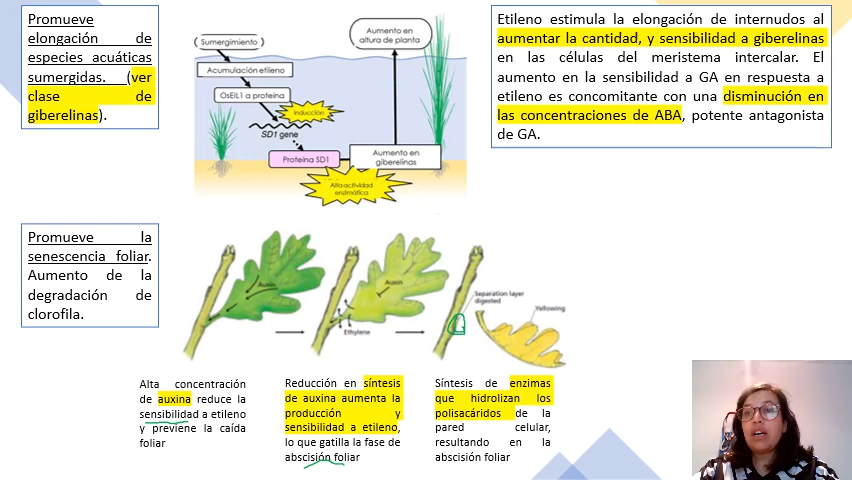 Promueve
elongación de
especies acuáticas
sumergidas. (ver
clase de
giberelinas).
Sumergimiento
Acumulación etileno
OsEIL1 a proteína
inducción
SD1 gene
Proteína SD1
Aumento en
giberelinas
Alta actividad
enzimática
Aumento en
altura de planta
Etileno estimula la elongación de internudos al
aumentar la cantidad, y sensibilidad a giberelinas
en las células del meristema intercalar. El
aumento en la sensibilidad a GA en respuesta a
etileno es concomitante con una disminución en
las concentraciones de ABA, potente antagonista
de GA.
Promueve la
senescencia foliar.
Aumento de la
degradación de
clorofila.
Auxin
Auxin
Ethylene
Separation layer
digested
Yellowing
Alta concentración
de auxina reduce la
sensibilidad a etileno
y previene la caída
foliar
Reducción en síntesis
de auxina aumenta la
producción y
sensibilidad a etileno,
lo que gatilla la fase de
abscisión foliar
Síntesis de enzimas
que hidrolizan los
polisacáridos de la
pared celular,
resultando en la
abscisión foliar